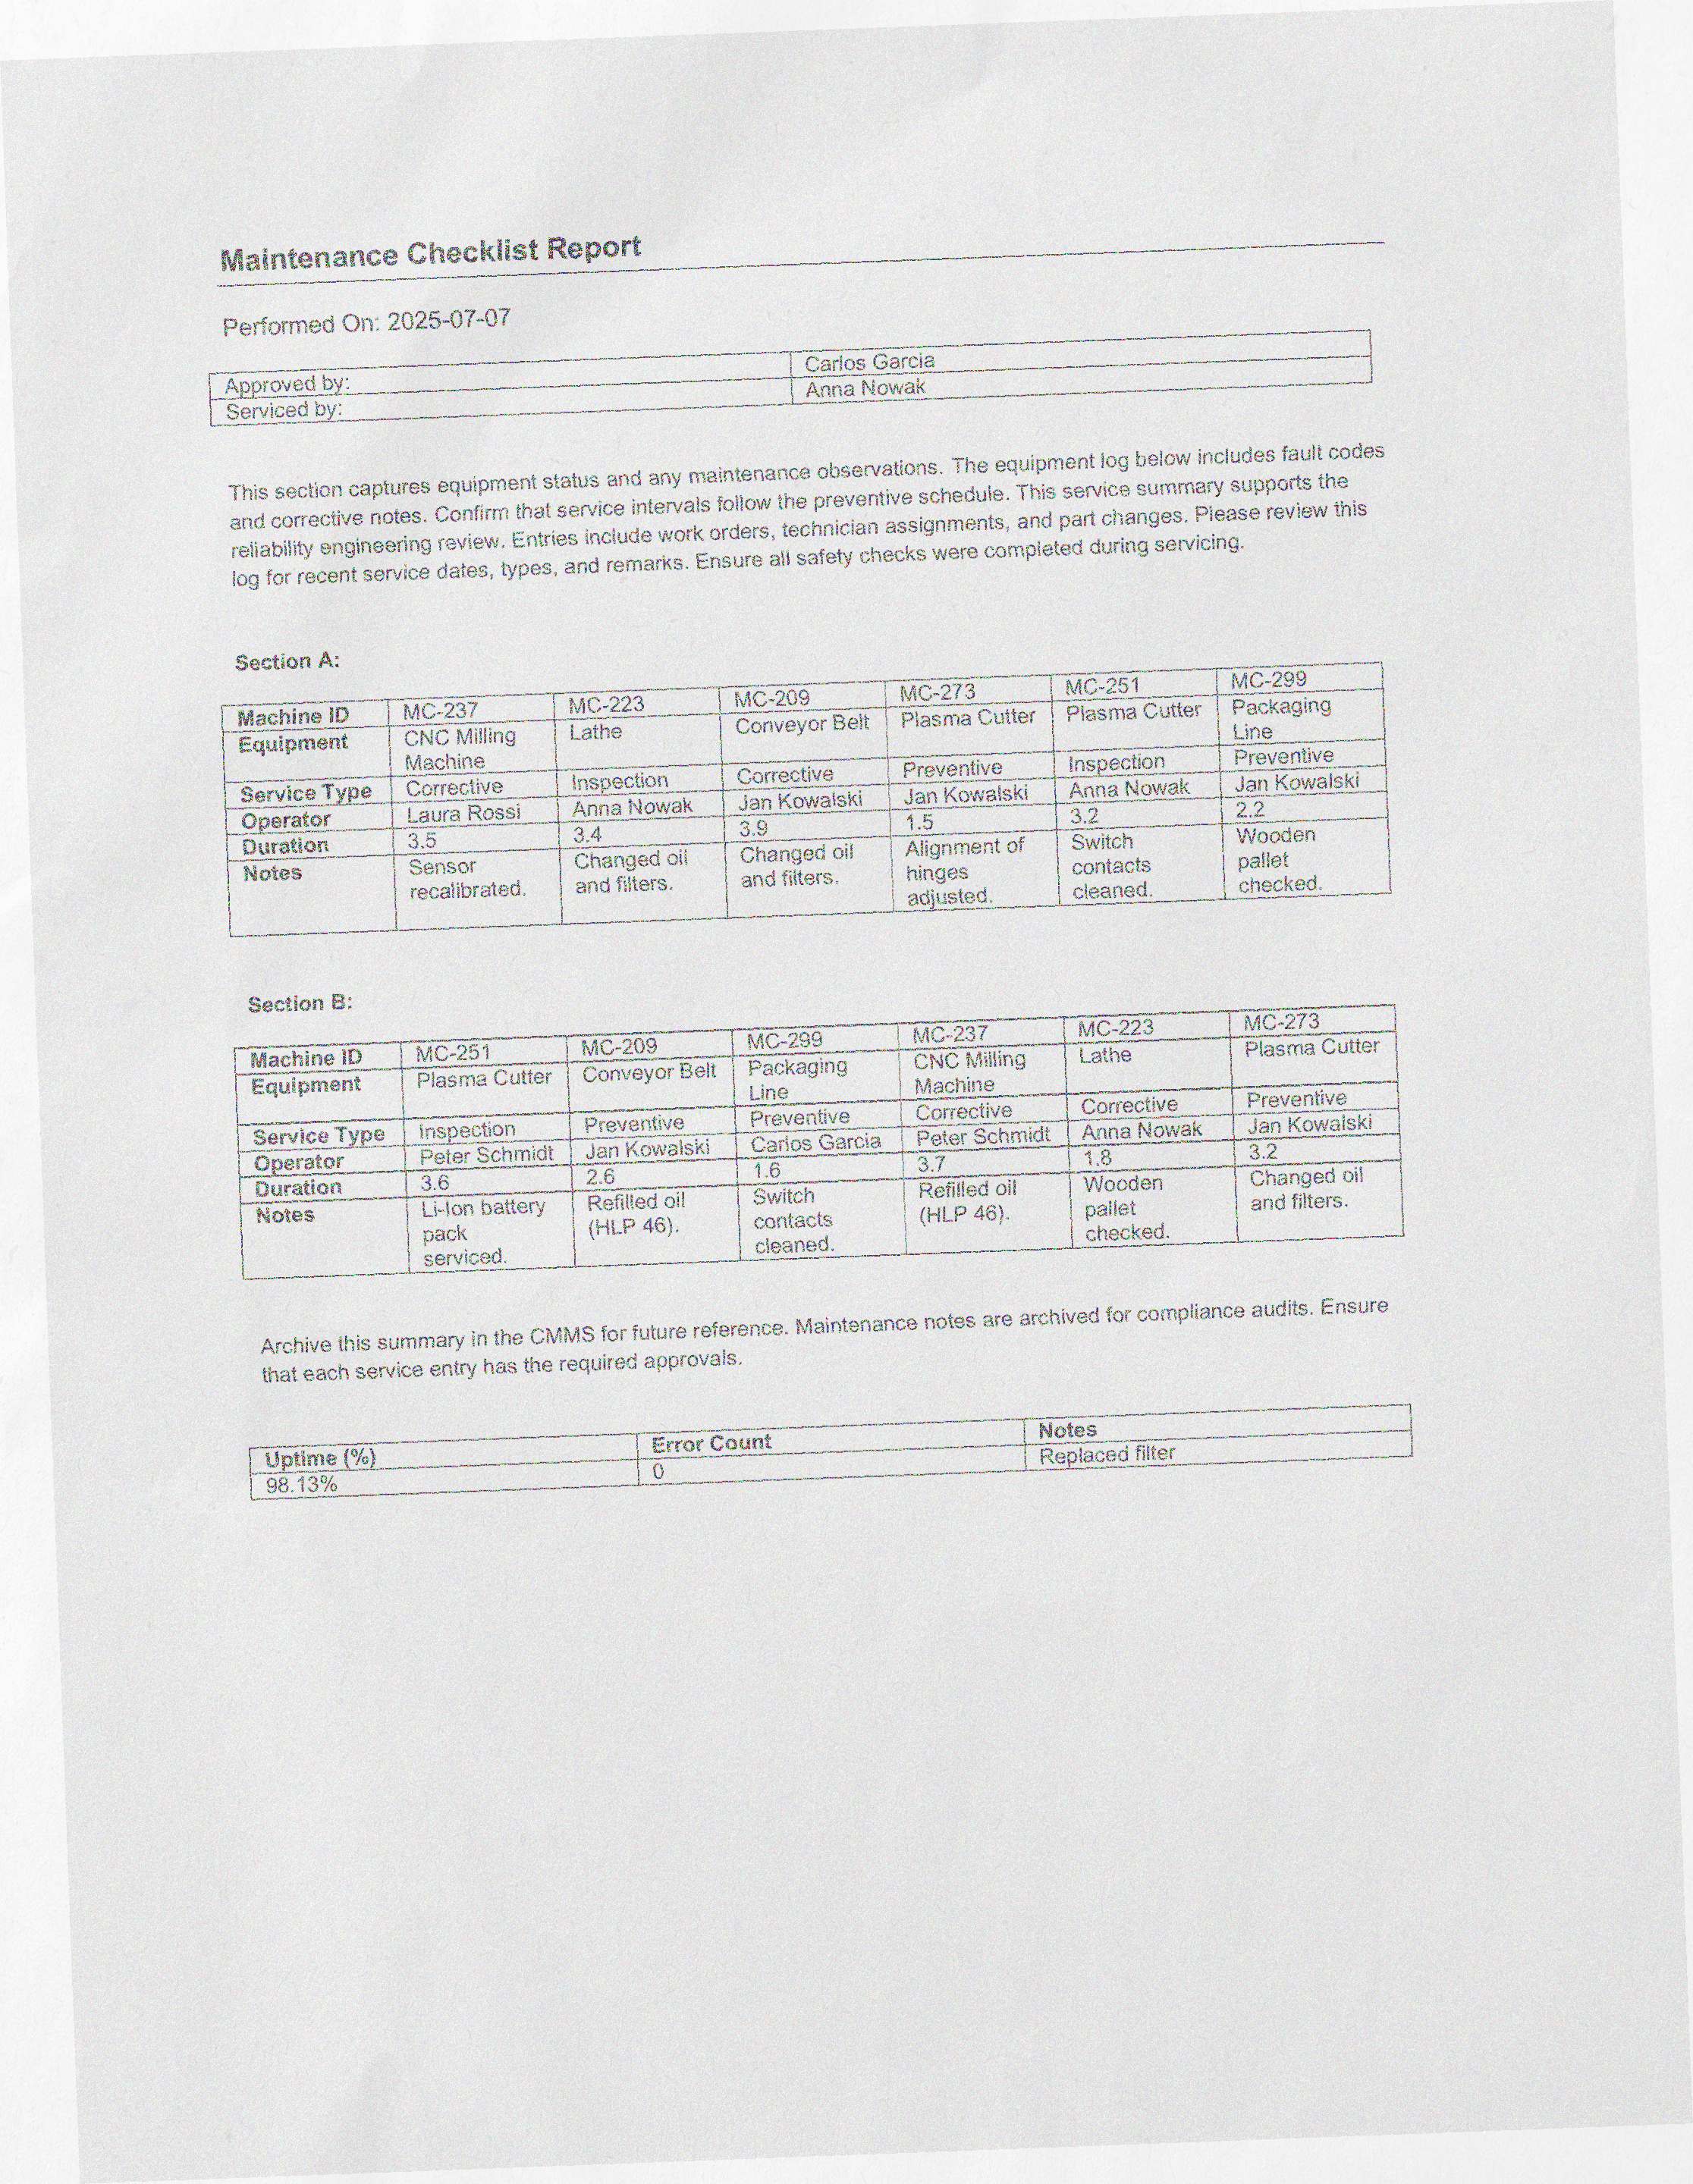 Maintenance Checklist Report
Performed On: 2025-07-07
Approved by: Carlos Garcia
Serviced by: Anna Nowak
This section captures equipment status and any maintenance observations. The equipment log below includes fault codes
and corrective notes. Confirm that service intervals follow the preventive schedule. This service summary supports the
reliability engineering review. Entries include work orders, technician assignments, and part changes. Please review this
log for recent service dates, types, and remarks. Ensure all safety checks were completed during servicing.
Section A:
Machine ID MC-237 MC-223 MC-209 MC-273 MC-251 MC-299
Equipment CNC Milling Lathe Conveyor Belt Plasma Cutter Plasma Cutter Packaging
Machine Line
Service Type Corrective Inspection Corrective Preventive Inspection Preventive
Operator Laura Rossi Anna Nowak Jan Kowalski Jan Kowalski Anna Nowak Jan Kowalski
Duration 3.5 3.4 3.9 1.5 3.2 2.2
Notes Sensor Changed oil Changed oil Alignment of Switch Wooden
recalibrated. and filters. and filters. hinges contacts pallet
adjusted. cleaned. checked.
Section B:
Machine ID MC-251 MC-209 MC-299 MC-237 MC-223 MC-273
Equipment Plasma Cutter Conveyor Belt Packaging CNC Milling Lathe Plasma Cutter
Line Machine
Service Type Inspection Preventive Preventive Corrective Corrective Preventive
Operator Peter Schmidt Jan Kowalski Carlos Garcia Peter Schmidt Anna Nowak Jan Kowalski
Duration 3.6 2.6 1.6 3.7 1.8 3.2
Notes Li-Ion battery Refilled oil Switch Refilled oil Wooden Changed oil
pack (HLP 46). contacts (HLP 46). pallet and filters.
serviced. cleaned. checked.
Archive this summary in the CMMS for future reference. Maintenance notes are archived for compliance audits. Ensure
that each service entry has the required approvals.
Uptime (%) Error Count Notes
98.13% 0 Replaced filter